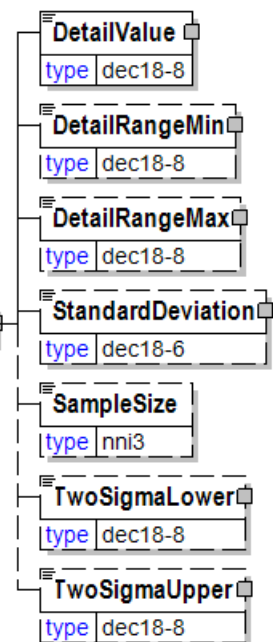 DetailValue
type dec18-8
DetailRangeMin
type dec18-8
DetailRangeMax
type dec18-8
StandardDeviation
type dec18-6
SampleSize
type nni3
TwoSigmaLower
type dec18-8
TwoSigmaUpper
type dec18-8